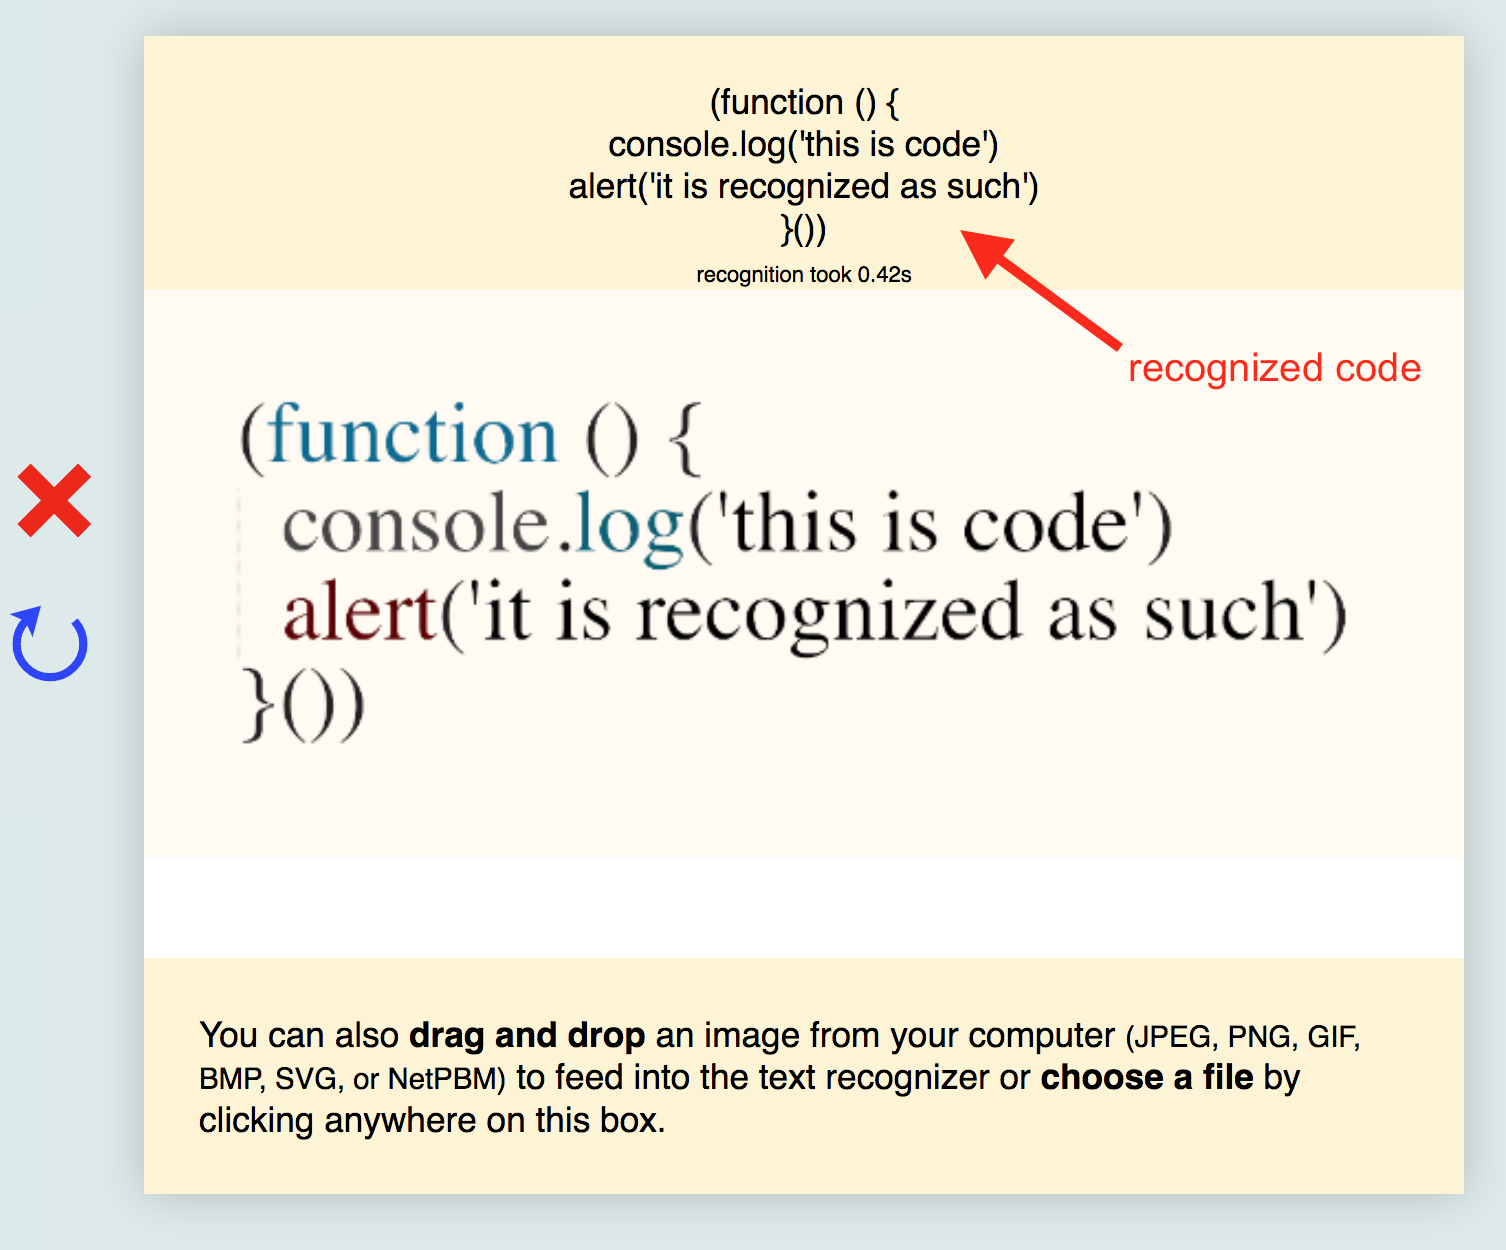 (function () {
console.log('this is code')
alert('it is recognized as such')
}())
recognition took 0.42s
recognized code
(function () {
console.log('this is code')
alert('it is recognized as such')
}())
You can also drag and drop an image from your computer (JPEG, PNG, GIF,
BMP, SVG, or NetPBM) to feed into the text recognizer or choose a file by
clicking anywhere on this box.